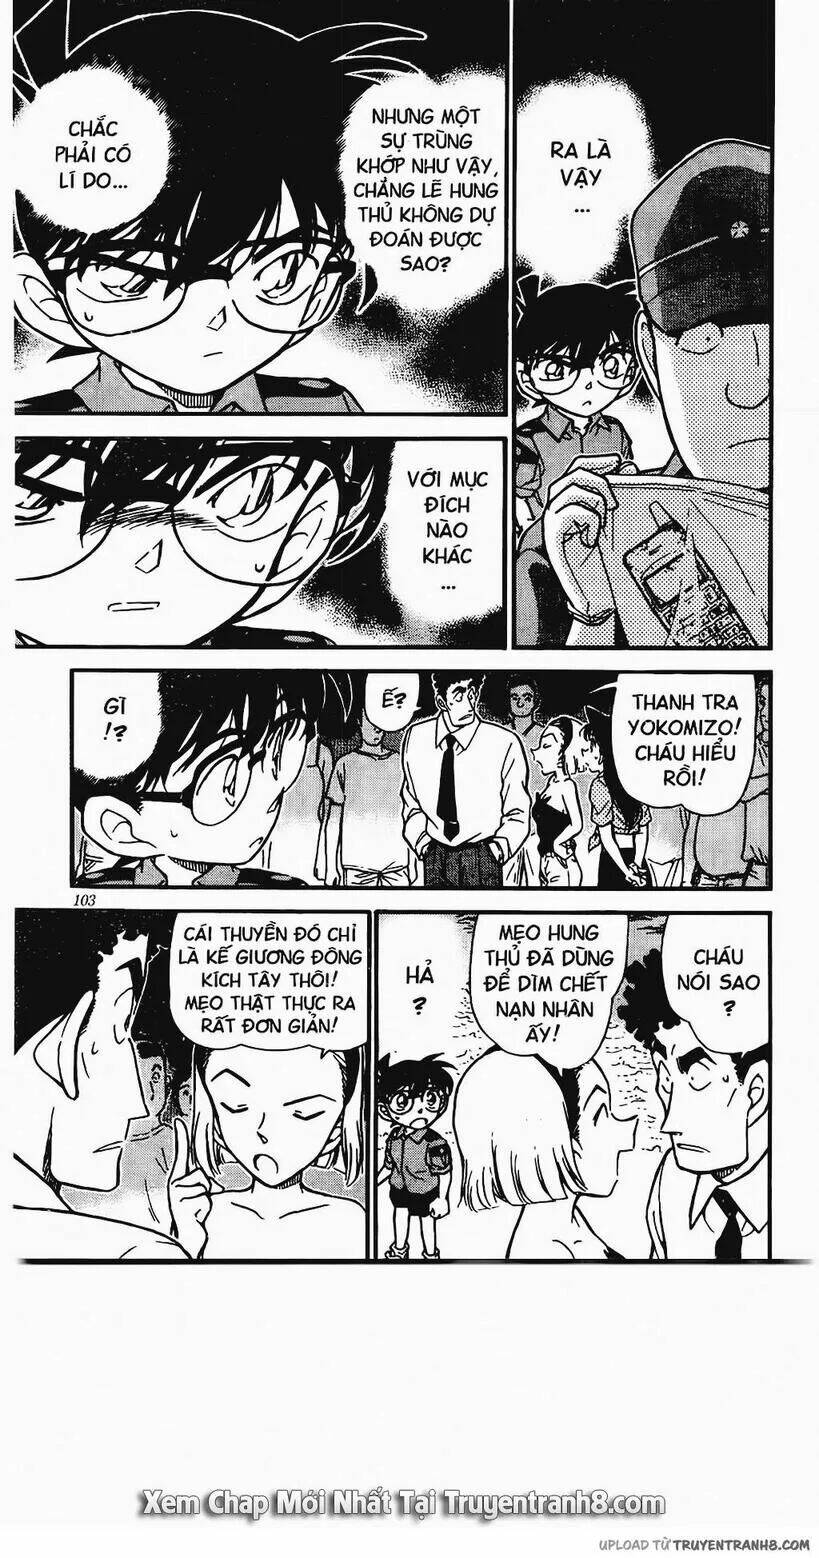 RA LÀ
VẬY
...
NHƯNG MỘT
SỰ TRÙNG
KHỚP NHƯ VẬY,
CHẲNG LẼ HUNG
THỦ KHÔNG DỰ
ĐOÁN ĐƯỢC
SAO?
CHẮC
PHẢI CÓ
LÍ DO...
VỚI MỤC
ĐÍCH
NÀO
KHÁC
...
THANH TRA
YOKOMIZO!
CHÁU HIỂU
RỒI!
Ế?
GÌ
!?
103
CHÁU
NÓI SAO
?
MẸO HUNG
THỦ ĐÃ DÙNG
ĐỂ DÌM CHẾT
NẠN NHÂN
ẤY!
HẢ
?
CÁI THUYỀN ĐÓ CHỈ
LÀ KẾ GIƯƠNG ĐÔNG
KÍCH TÂY THÔI!
MẸO THẬT THỰC RA
RẤT ĐƠN GIẢN!
Xem Chap Mới Nhất Tại Truyentranh8.com
UPLOAD TỪ TRUYENTRANH8.COM